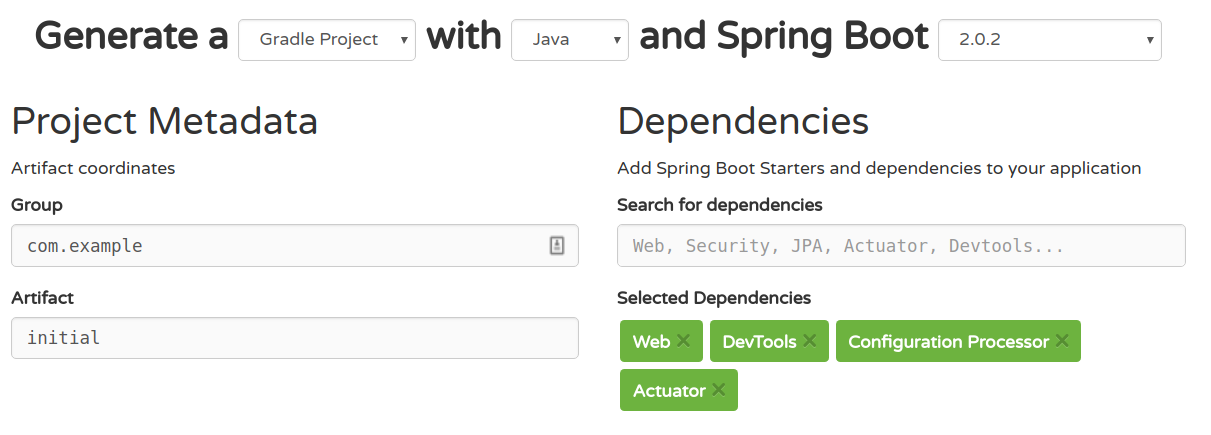 Generate a Gradle Project with Java and Spring Boot 2.0.2
Project Metadata
Artifact coordinates
Group
com.example
Artifact
initial
Dependencies
Add Spring Boot Starters and dependencies to your application
Search for dependencies
Web, Security, JPA, Actuator, Devtools...
Selected Dependencies
Web DevTools Configuration Processor
Actuator